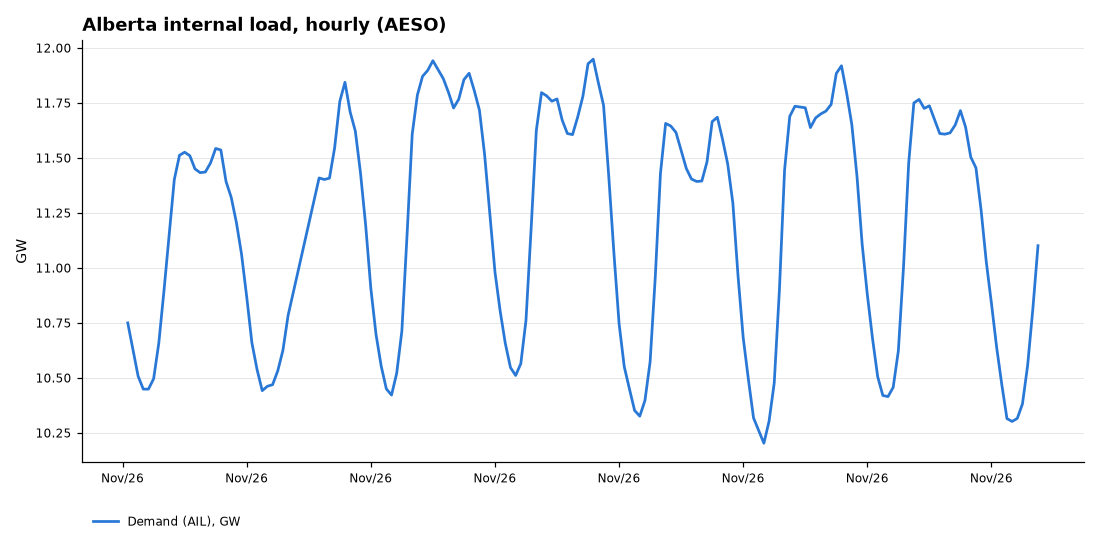 Alberta internal load, hourly (AESO)
12.00
11.75
11.50
11.25
11.00
10.75
10.50
10.25
GW
Nov/26 Nov/26 Nov/26 Nov/26 Nov/26 Nov/26 Nov/26 Nov/26
Demand (AIL), GW